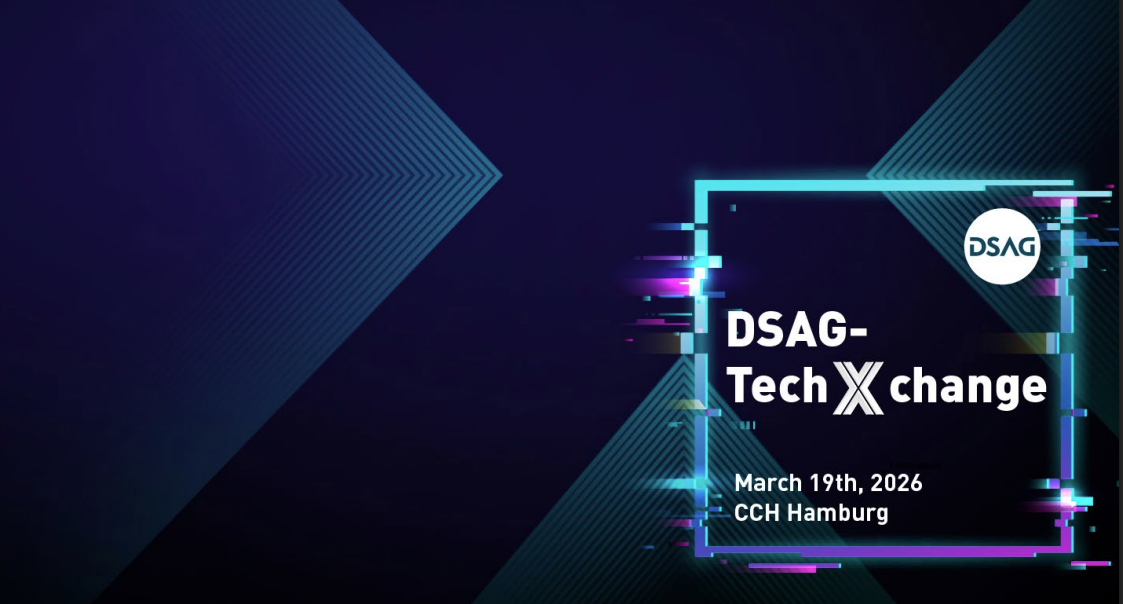 DSAG
DSAG-
TechXchange
March 19th, 2026
CCH Hamburg